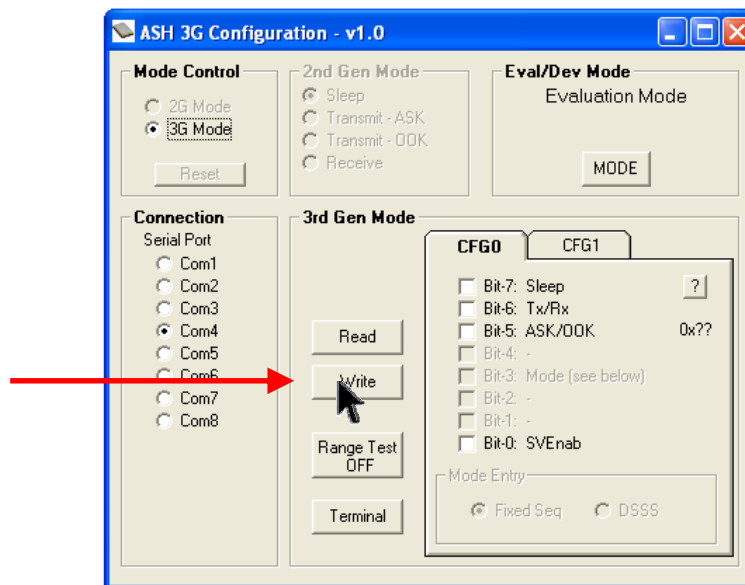 ASH 3G Configuration - v1.0
Mode Control
2G Mode
3G Mode
Reset
2nd Gen Mode
Sleep
Transmit - ASK
Transmit - OOK
Receive
Eval/Dev Mode
Evaluation Mode
MODE
Connection
Serial Port
Com1
Com2
Com3
Com4
Com5
Com6
Com7
Com8
3rd Gen Mode
Read
Write
Range Test
OFF
Terminal
CFG0 CFG1
Bit-7: Sleep ?
Bit-6: Tx/Rx
Bit-5: ASK/OOK 0x??
Bit-4: -
Bit-3: Mode (see below)
Bit-2: -
Bit-1: -
Bit-0: SVEnab
Mode Entry
Fixed Seq DSSS